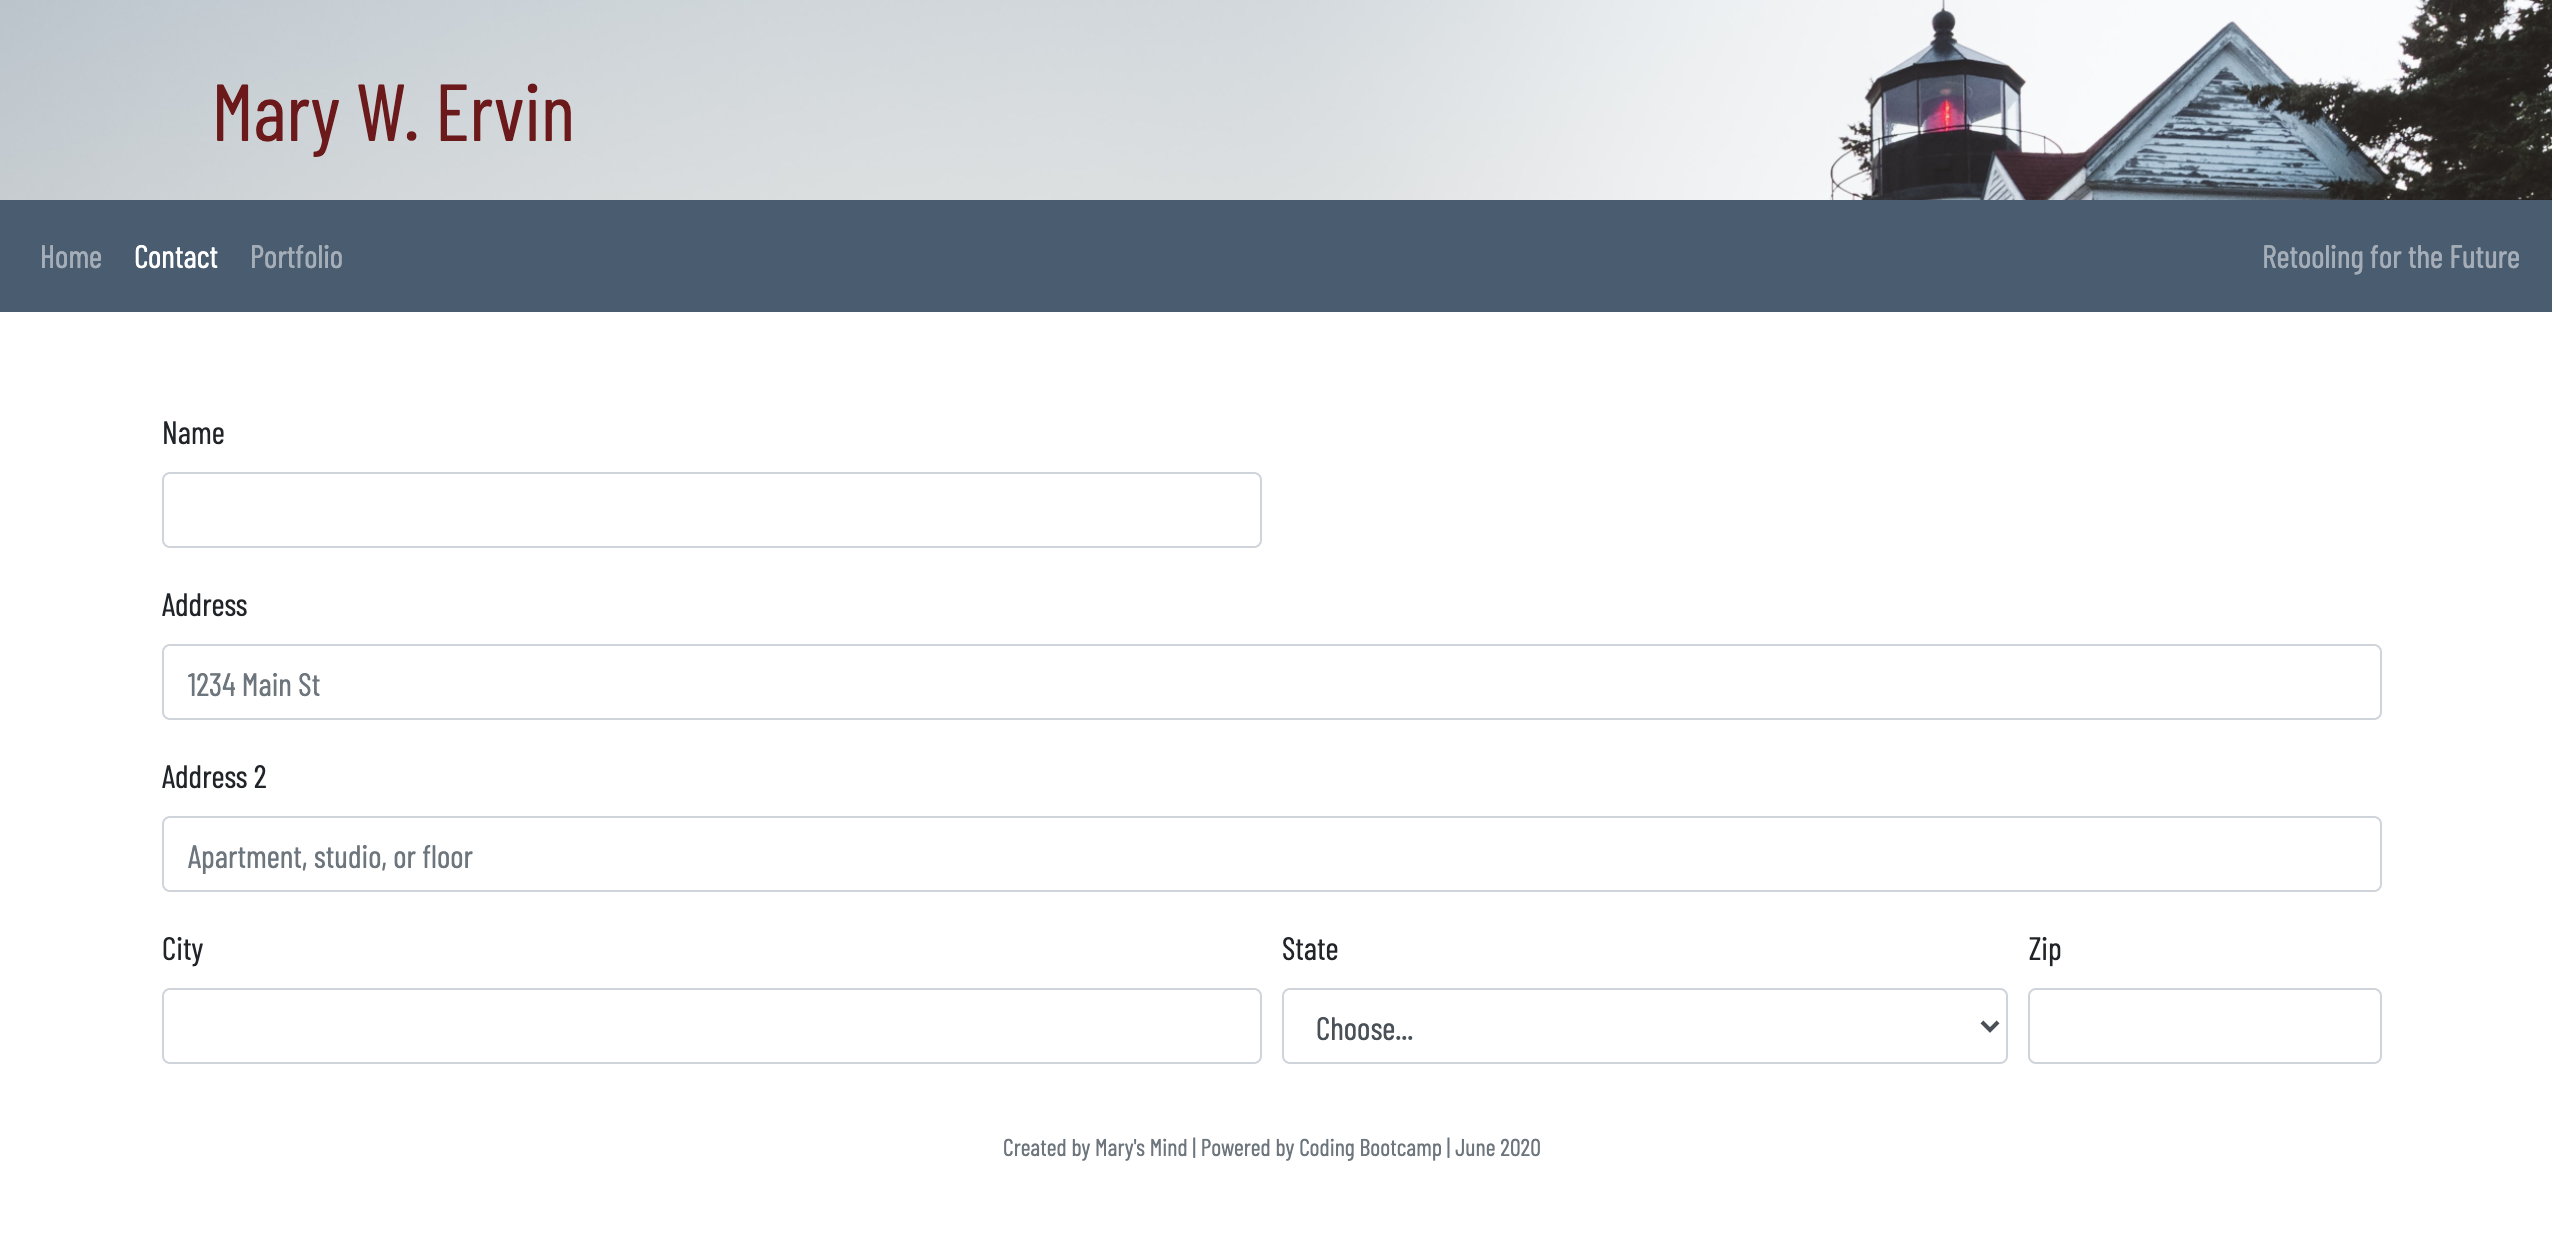 Mary W. Ervin
Home Contact Portfolio Retooling for the Future
Name
Address
1234 Main St
Address 2
Apartment, studio, or floor
City State Zip
Choose...
Created by Mary's Mind | Powered by Coding Bootcamp | June 2020